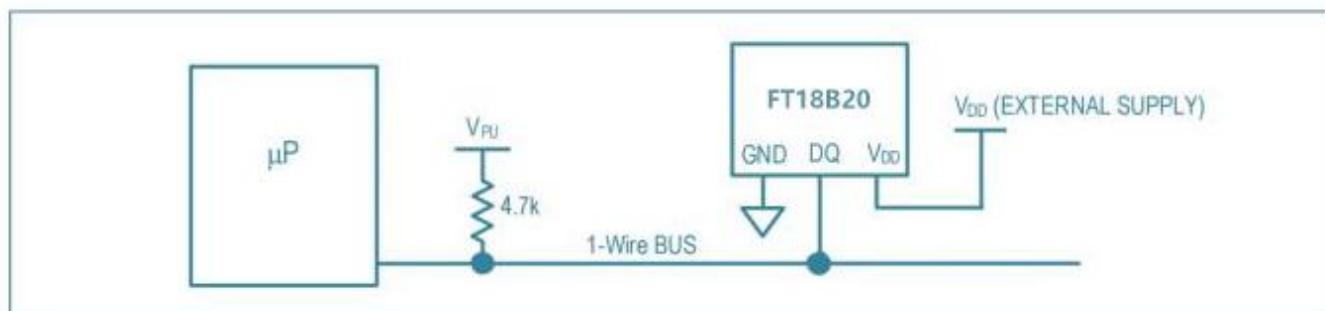 μP
V_PU
4.7k
1-Wire BUS
FT18B20
GND DQ V_DD
V_DD (EXTERNAL SUPPLY)